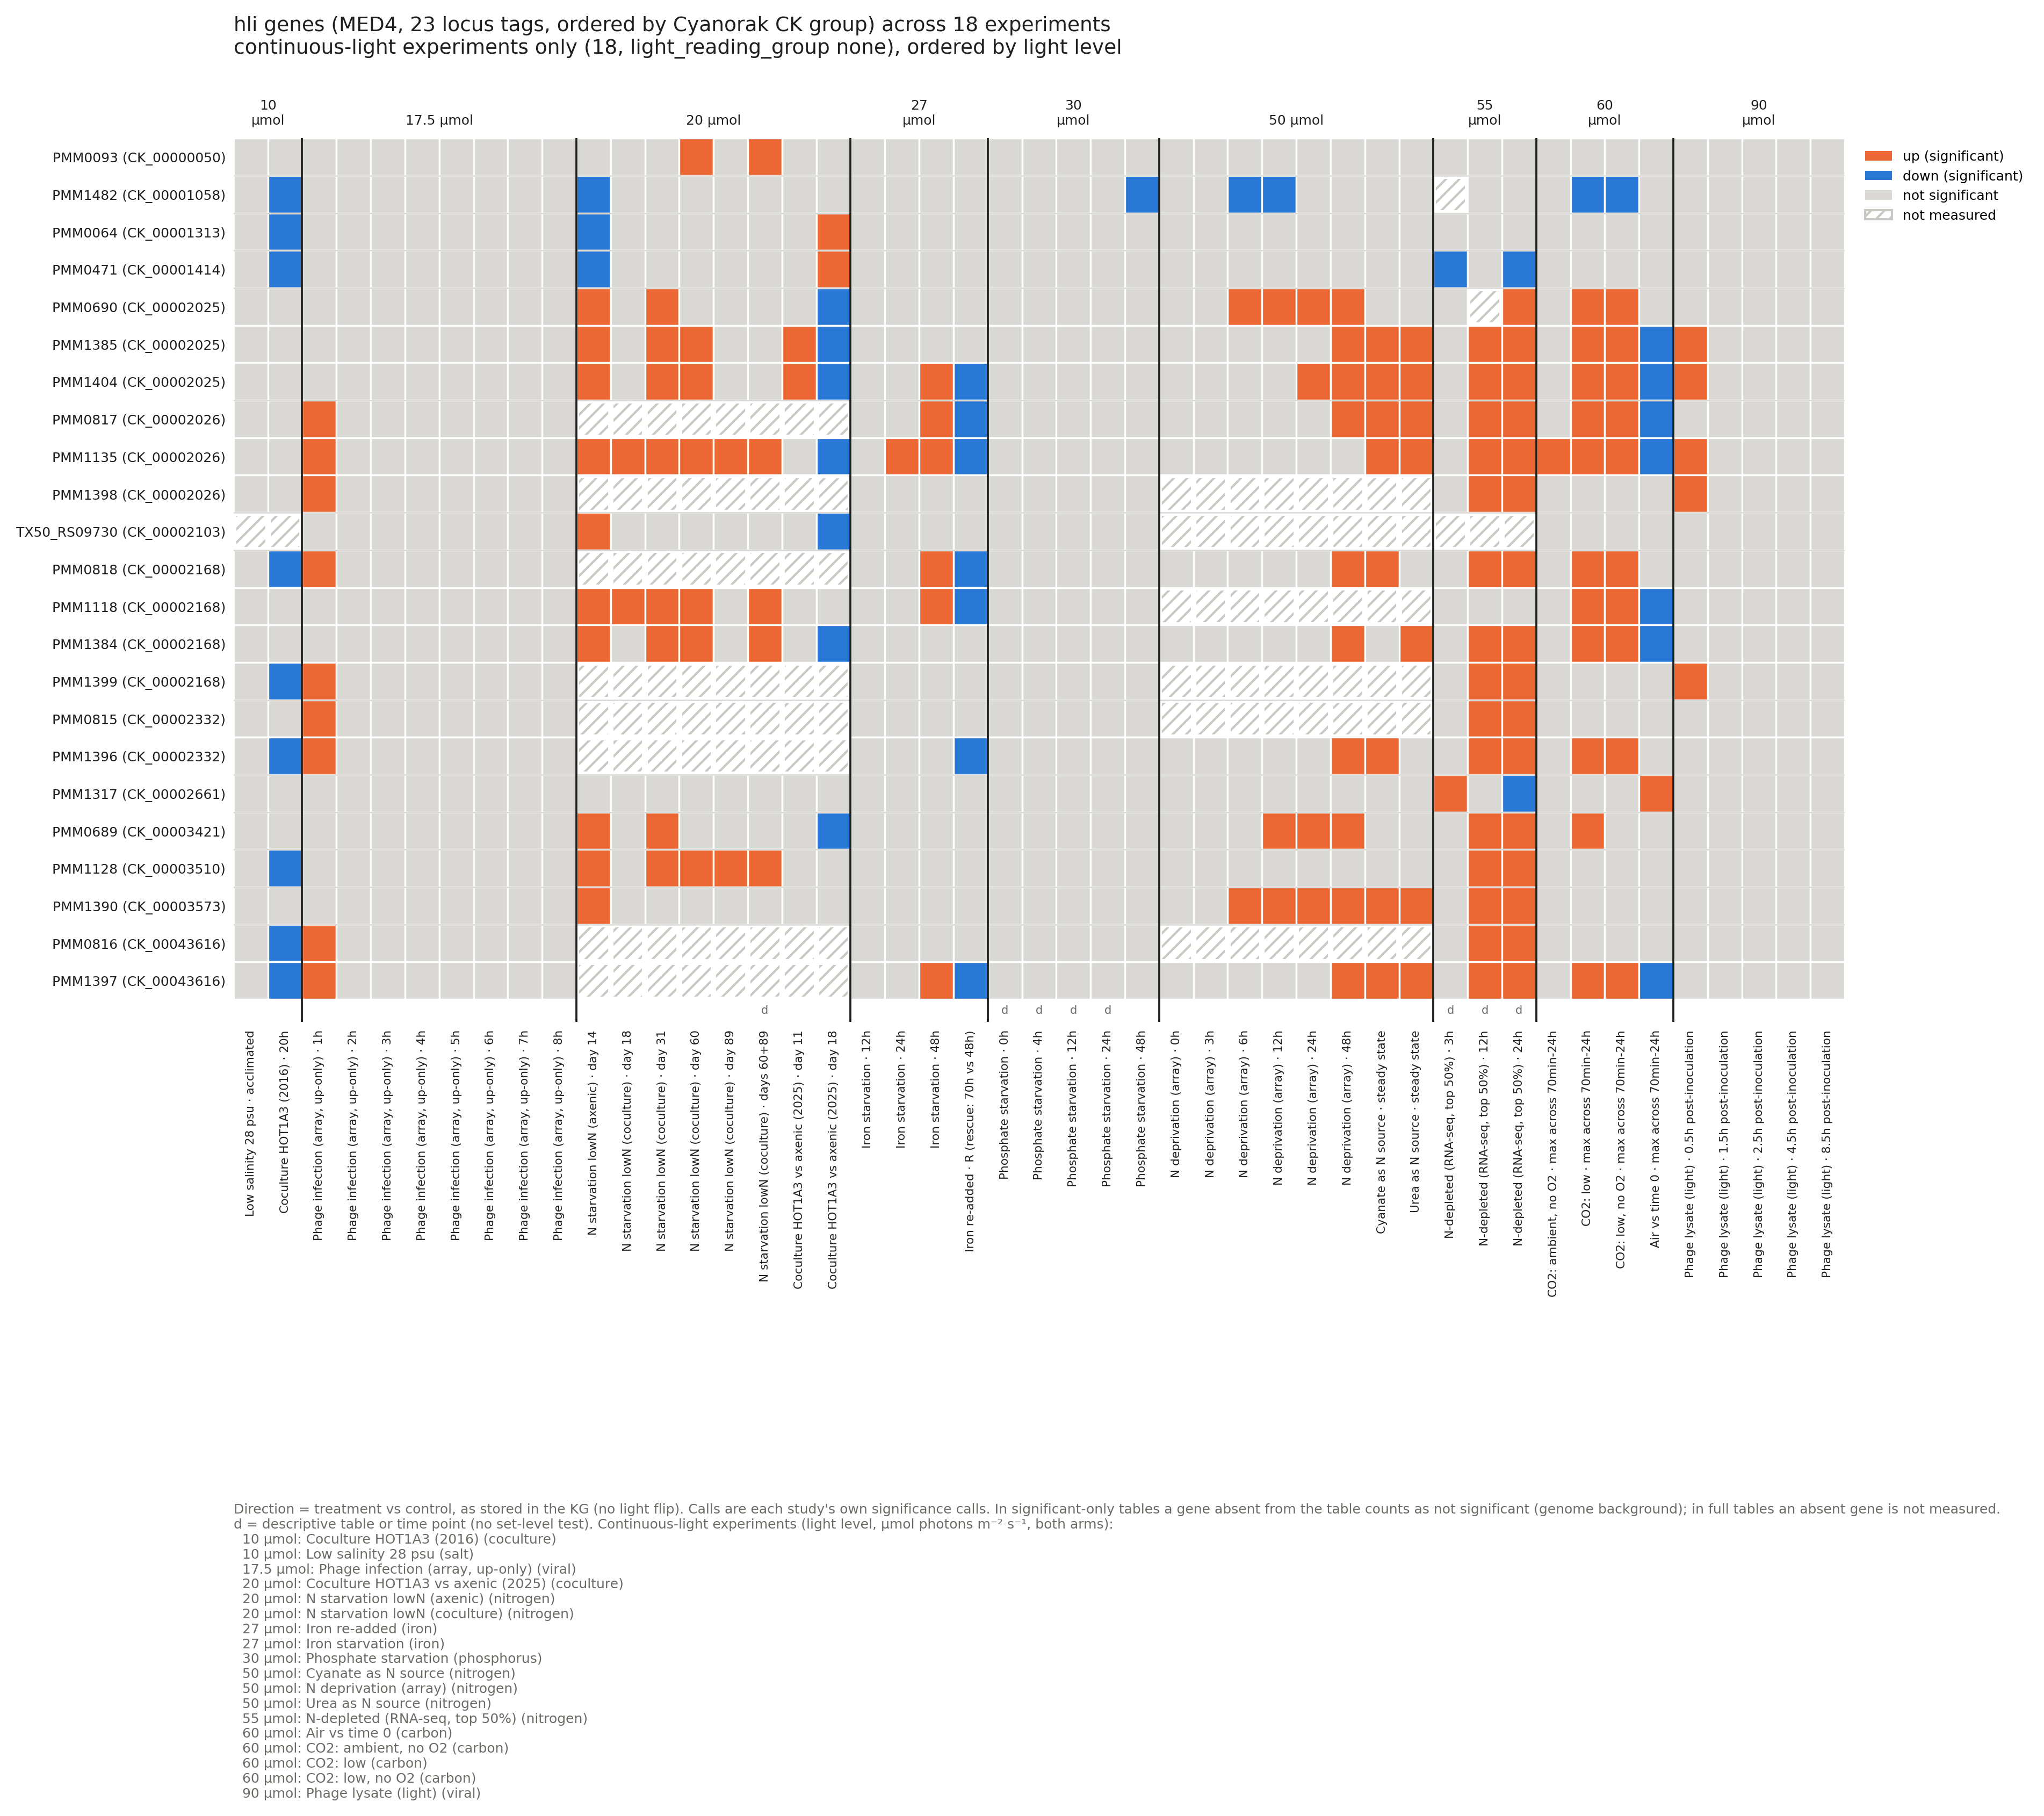 hli genes (MED4, 23 locus tags, ordered by Cyanorak CK group) across 18 experiments
continuous-light experiments only (18, light_reading_group none), ordered by light level
10
µmol
17.5 µmol
20 µmol
27
µmol
30
µmol
50 µmol
55
µmol
60
µmol
90
µmol
PMM0093 (CK_00000050)
PMM1482 (CK_00001058)
PMM0064 (CK_00001313)
PMM0471 (CK_00001414)
PMM0690 (CK_00002025)
PMM1385 (CK_00002025)
PMM1404 (CK_00002025)
PMM0817 (CK_00002026)
PMM1135 (CK_00002026)
PMM1398 (CK_00002026)
TX50_RS09730 (CK_00002103)
PMM0818 (CK_00002168)
PMM1118 (CK_00002168)
PMM1384 (CK_00002168)
PMM1399 (CK_00002168)
PMM0815 (CK_00002332)
PMM1396 (CK_00002332)
PMM1317 (CK_00002661)
PMM0689 (CK_00003421)
PMM1128 (CK_00003510)
PMM1390 (CK_00003573)
PMM0816 (CK_00043616)
PMM1397 (CK_00043616)
up (significant)
down (significant)
not significant
not measured
d d d d d d d d
Low salinity 28 psu · acclimated
Coculture HOT1A3 (2016) · 20h
Phage infection (array, up-only) · 1h
Phage infection (array, up-only) · 2h
Phage infection (array, up-only) · 3h
Phage infection (array, up-only) · 4h
Phage infection (array, up-only) · 5h
Phage infection (array, up-only) · 6h
Phage infection (array, up-only) · 7h
Phage infection (array, up-only) · 8h
N starvation lowN (axenic) · day 14
N starvation lowN (coculture) · day 18
N starvation lowN (coculture) · day 31
N starvation lowN (coculture) · day 60
N starvation lowN (coculture) · day 89
N starvation lowN (coculture) · days 60+89
Coculture HOT1A3 vs axenic (2025) · day 11
Coculture HOT1A3 vs axenic (2025) · day 18
Iron starvation · 12h
Iron starvation · 24h
Iron starvation · 48h
Iron re-added · R (rescue: 70h vs 48h)
Phosphate starvation · 0h
Phosphate starvation · 4h
Phosphate starvation · 12h
Phosphate starvation · 24h
Phosphate starvation · 48h
N deprivation (array) · 0h
N deprivation (array) · 3h
N deprivation (array) · 6h
N deprivation (array) · 12h
N deprivation (array) · 24h
N deprivation (array) · 48h
Cyanate as N source · steady state
Urea as N source · steady state
N-depleted (RNA-seq, top 50%) · 3h
N-depleted (RNA-seq, top 50%) · 12h
N-depleted (RNA-seq, top 50%) · 24h
CO2: ambient, no O2 · max across 70min-24h
CO2: low · max across 70min-24h
CO2: low, no O2 · max across 70min-24h
Air vs time 0 · max across 70min-24h
Phage lysate (light) · 0.5h post-inoculation
Phage lysate (light) · 1.5h post-inoculation
Phage lysate (light) · 2.5h post-inoculation
Phage lysate (light) · 4.5h post-inoculation
Phage lysate (light) · 8.5h post-inoculation
Direction = treatment vs control, as stored in the KG (no light flip). Calls are each study's own significance calls. In significant-only tables a gene absent from the table counts as not significant (genome background); in full tables an absent gene is not measured.
d = descriptive table or time point (no set-level test). Continuous-light experiments (light level, µmol photons m⁻² s⁻¹, both arms):
10 µmol: Coculture HOT1A3 (2016) (coculture)
10 µmol: Low salinity 28 psu (salt)
17.5 µmol: Phage infection (array, up-only) (viral)
20 µmol: Coculture HOT1A3 vs axenic (2025) (coculture)
20 µmol: N starvation lowN (axenic) (nitrogen)
20 µmol: N starvation lowN (coculture) (nitrogen)
27 µmol: Iron re-added (iron)
27 µmol: Iron starvation (iron)
30 µmol: Phosphate starvation (phosphorus)
50 µmol: Cyanate as N source (nitrogen)
50 µmol: N deprivation (array) (nitrogen)
50 µmol: Urea as N source (nitrogen)
55 µmol: N-depleted (RNA-seq, top 50%) (nitrogen)
60 µmol: Air vs time 0 (carbon)
60 µmol: CO2: ambient, no O2 (carbon)
60 µmol: CO2: low (carbon)
60 µmol: CO2: low, no O2 (carbon)
90 µmol: Phage lysate (light) (viral)